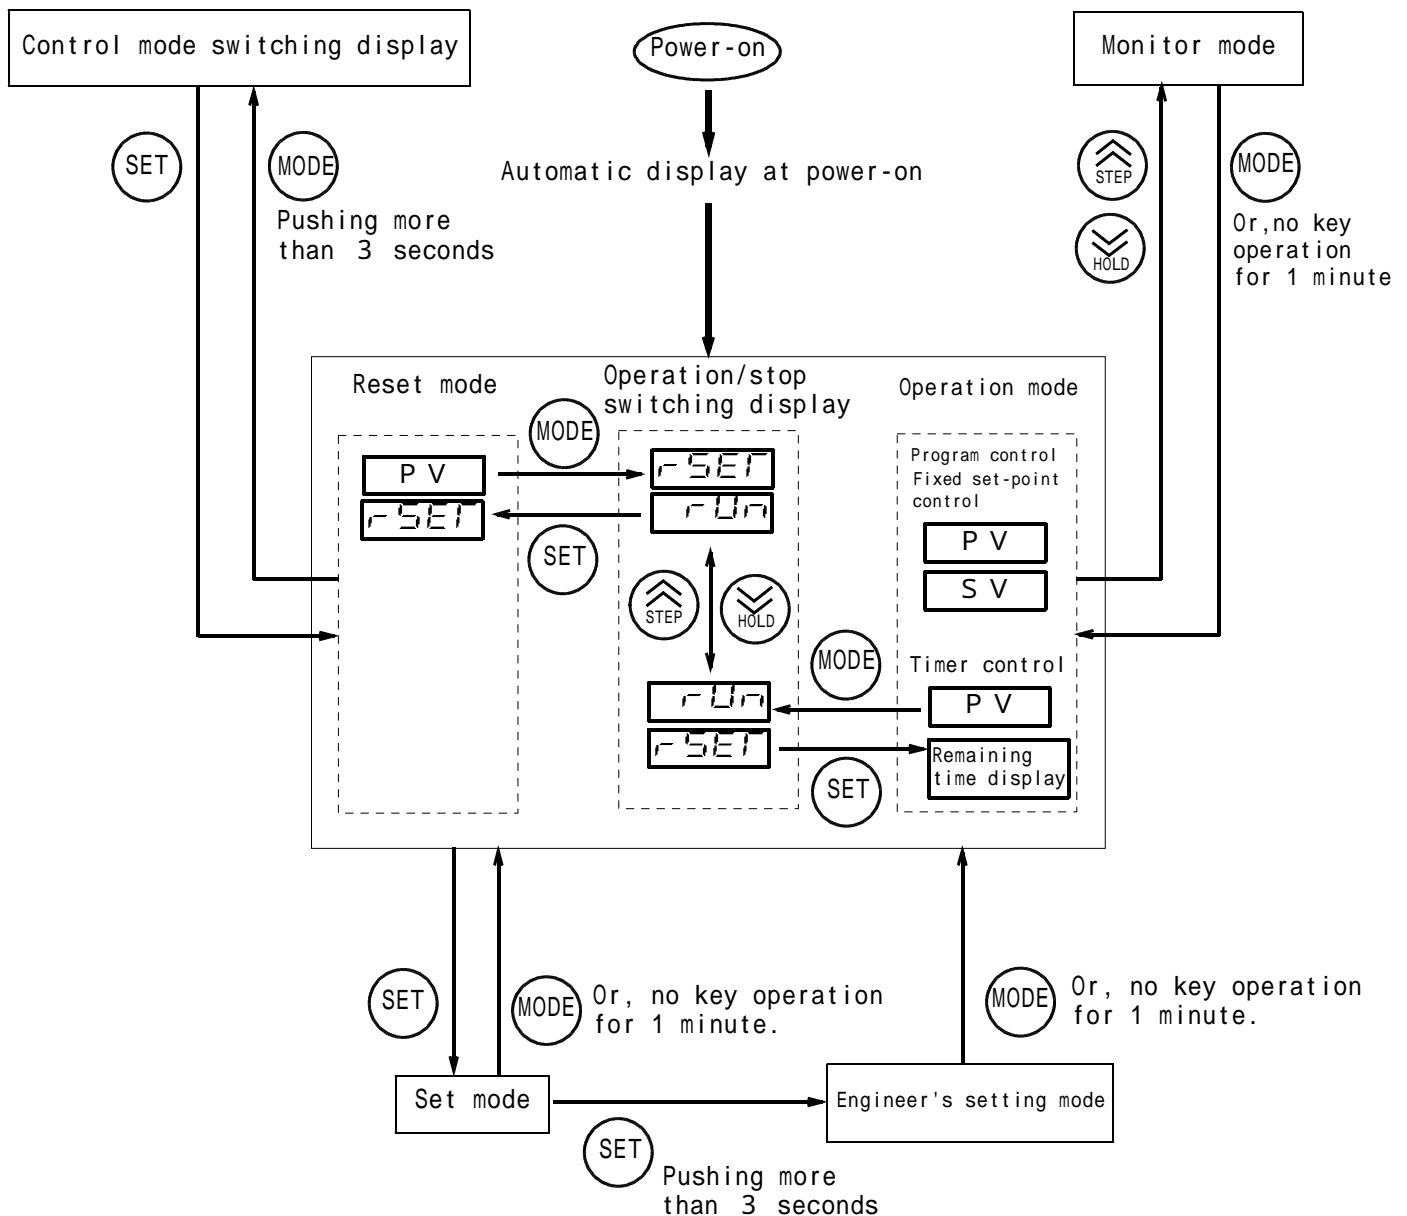 Control mode switching display
Power-on
Monitor mode
SET
MODE
Pushing more
than 3 seconds
Automatic display at power-on
STEP
HOLD
MODE
Or,no key
operation
for 1 minute
Reset mode
Operation/stop
switching display
Operation mode
MODE
PV
rSET
SET
rSET
rUn
STEP
HOLD
rUn
rSET
Program control
Fixed set-point
control
PV
SV
MODE
Timer control
PV
Remaining
time display
SET
SET
MODE
Or, no key operation
for 1 minute.
MODE
Or, no key operation
for 1 minute.
Set mode
Engineer's setting mode
SET
Pushing more
than 3 seconds